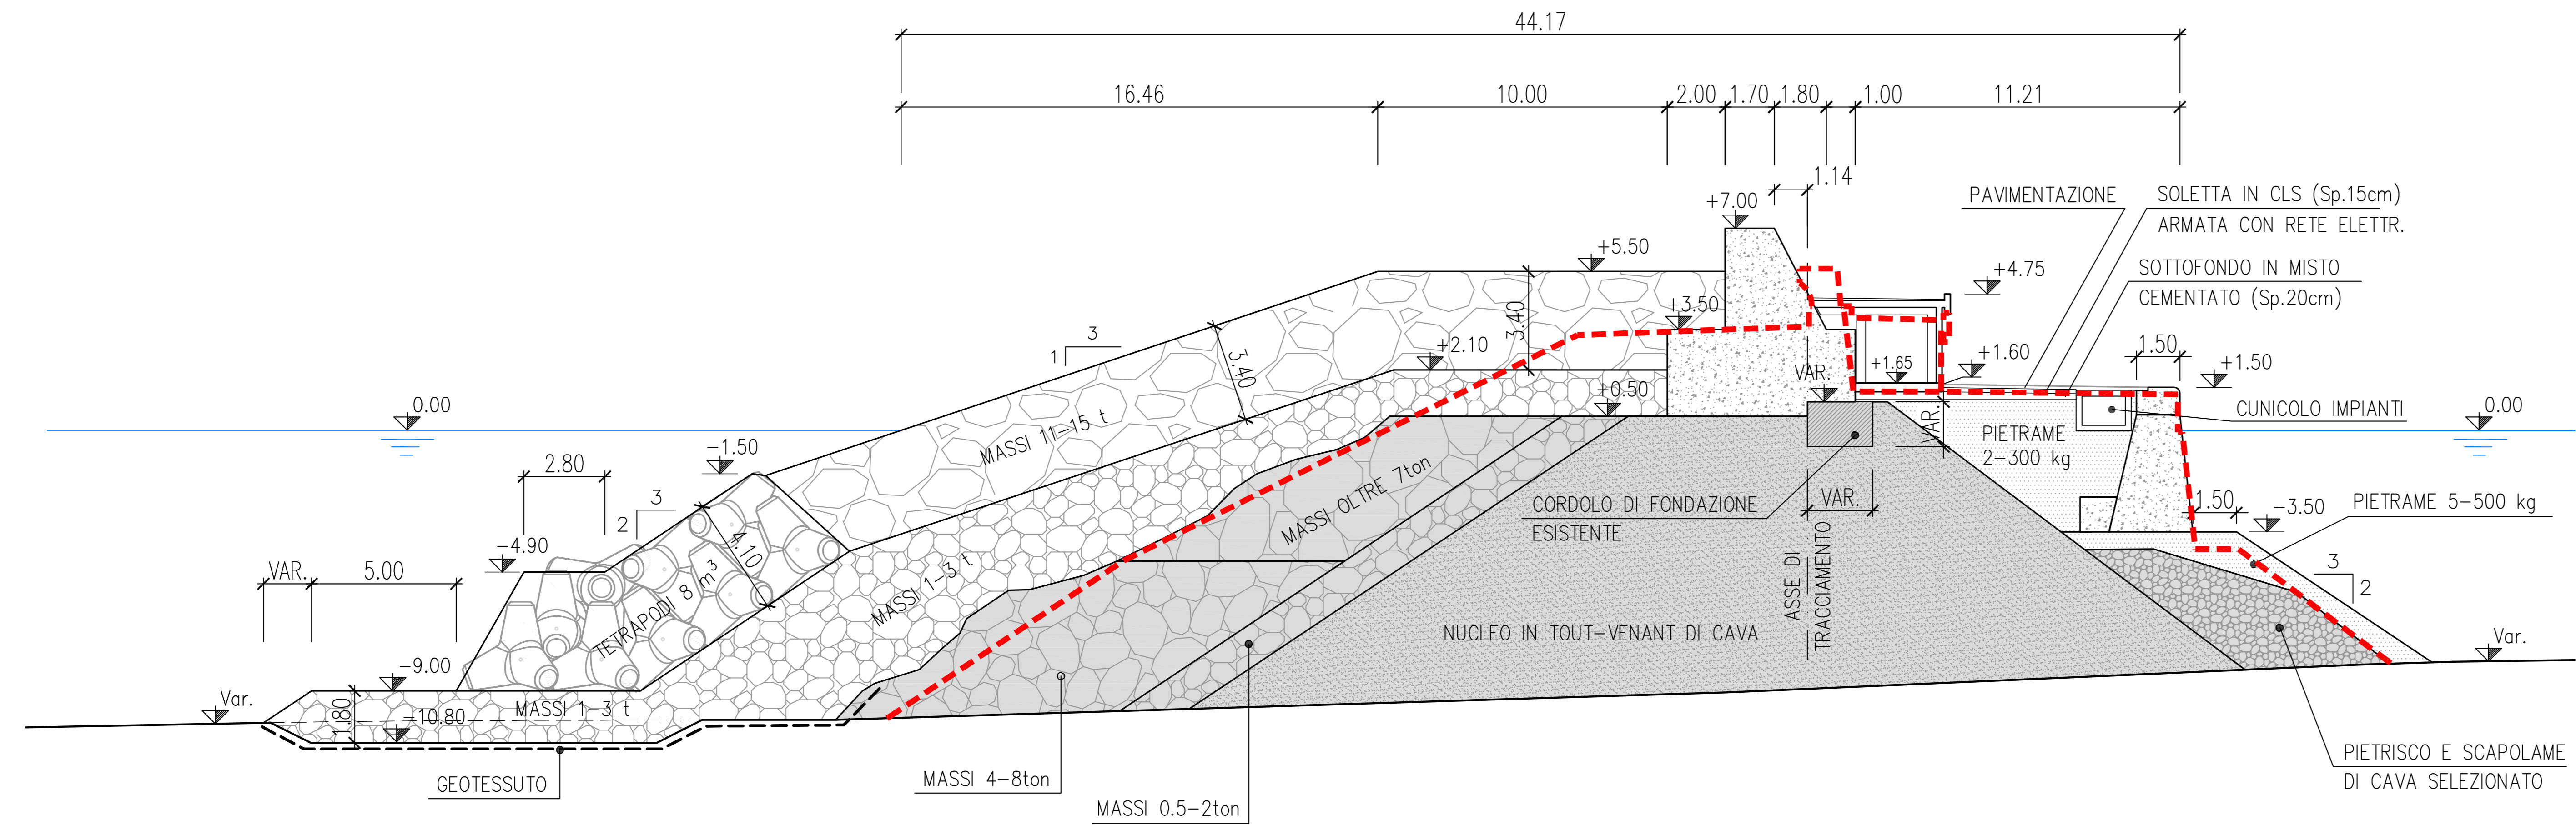 44.17
16.46
10.00
2.00
1.70
1.80
1.00
11.21
1.14
+7.00
PAVIMENTAZIONE
SOLETTA IN CLS (Sp.15cm)
ARMATA CON RETE ELETTR.
SOTTOFONDO IN MISTO
CEMENTATO (Sp.20cm)
+5.50
+4.75
+3.50
3.40
3
1
3.40
+2.10
+1.60
+1.65
1.50
+1.50
VAR.
+0.50
0.00
MASSI 11-15 t
VAR.
PIETRAME
2-300 kg
CUNICOLO IMPIANTI
0.00
-1.50
2.80
3
2
MASSI OLTRE 7ton
CORDOLO DI FONDAZIONE
ESISTENTE
VAR.
1.50
-3.50
PIETRAME 5-500 kg
-4.90
4.10
TETRAPODI 8 m³
MASSI 1-3 t
VAR.
5.00
3
2
ASSE DI
TRACCIAMENTO
NUCLEO IN TOUT-VENANT DI CAVA
Var.
-9.00
Var.
1.80
MASSI 1-3 t
-10.80
GEOTESSUTO
MASSI 4-8ton
MASSI 0.5-2ton
PIETRISCO E SCAPOLAME
DI CAVA SELEZIONATO